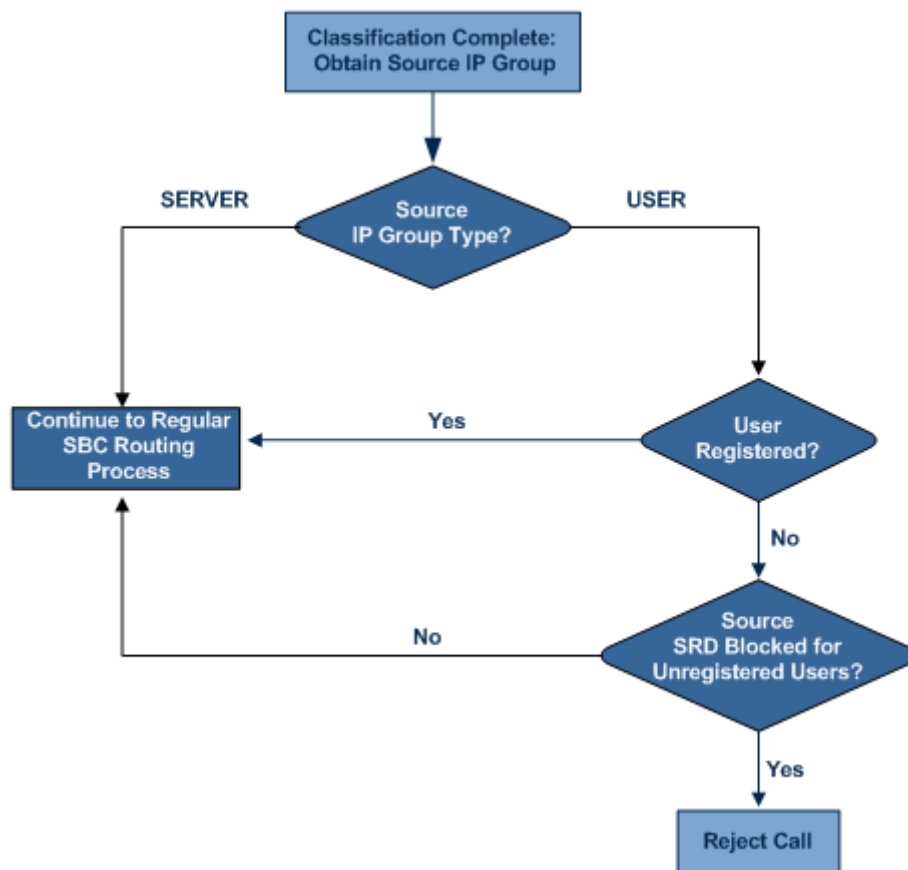 Classification Complete:
Obtain Source IP Group
SERVER
USER
Source
IP Group Type?
Continue to Regular
SBC Routing
Process
Yes
User
Registered?
No
No
Source
SRD Blocked for
Unregistered Users?
Yes
Reject Call